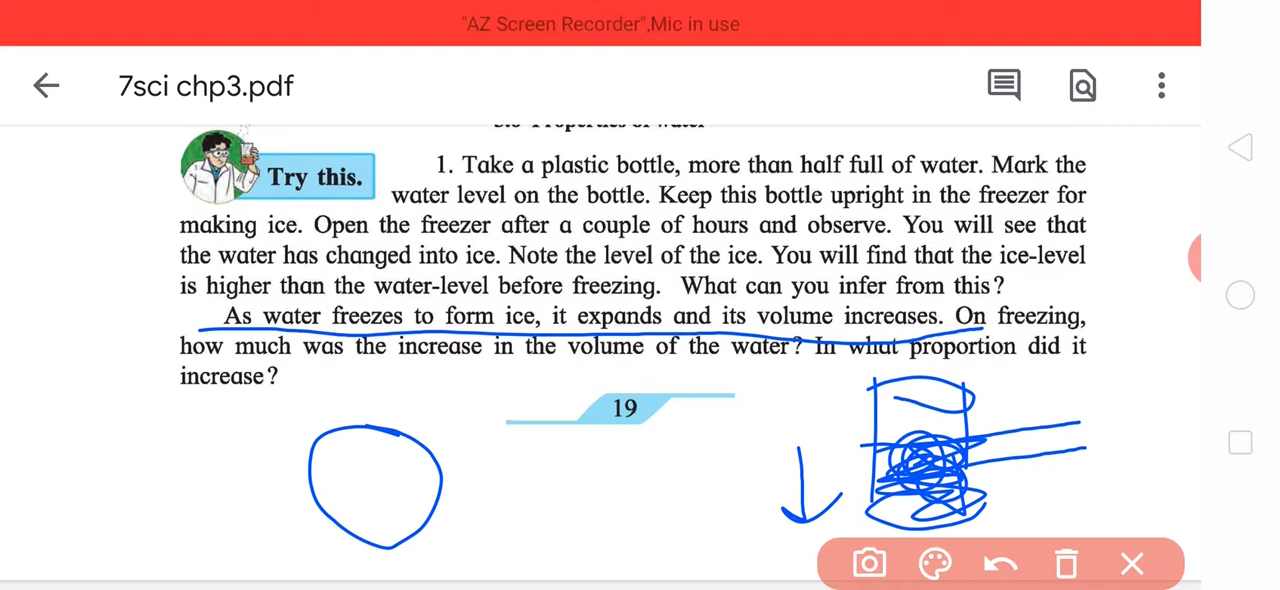 "AZ Screen Recorder",Mic in use
7sci chp3.pdf
Properties of water
Try this.
1. Take a plastic bottle, more than half full of water. Mark the
water level on the bottle. Keep this bottle upright in the freezer for
making ice. Open the freezer after a couple of hours and observe. You will see that
the water has changed into ice. Note the level of the ice. You will find that the ice-level
is higher than the water-level before freezing. What can you infer from this?
As water freezes to form ice, it expands and its volume increases. On freezing,
how much was the increase in the volume of the water? In what proportion did it
increase?
19